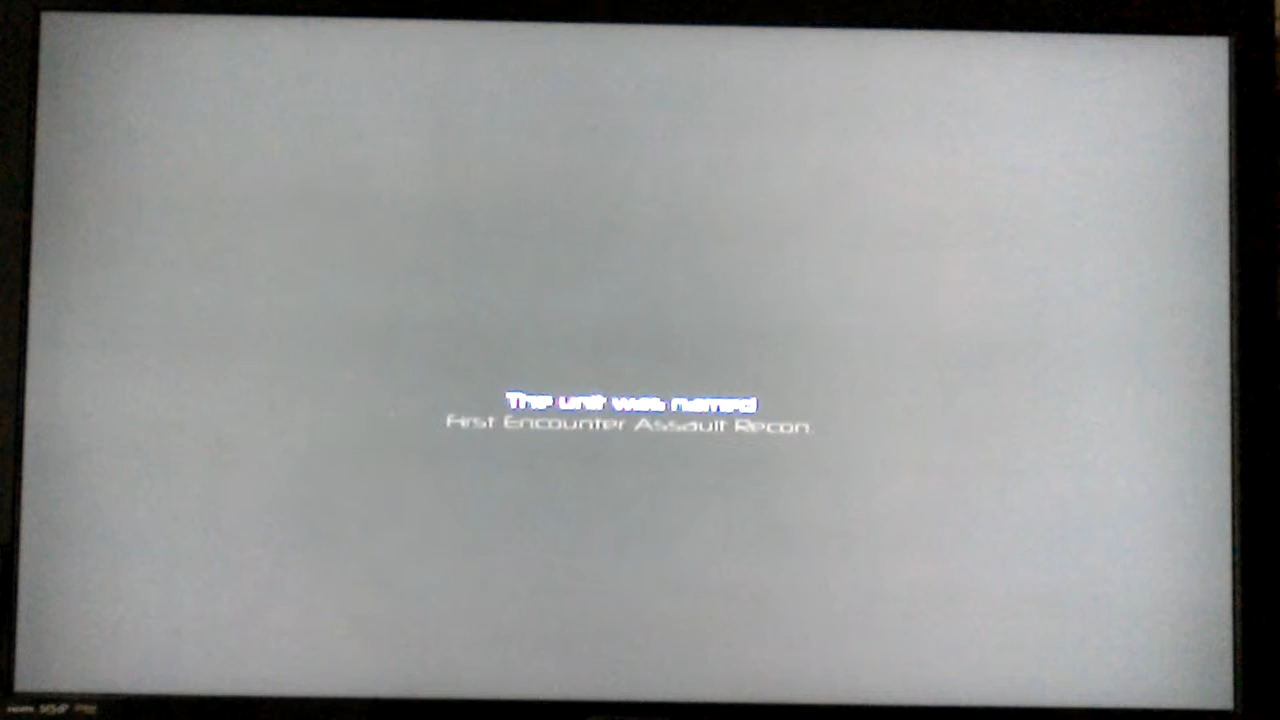 The unit was named
First Encounter Assault Recon.